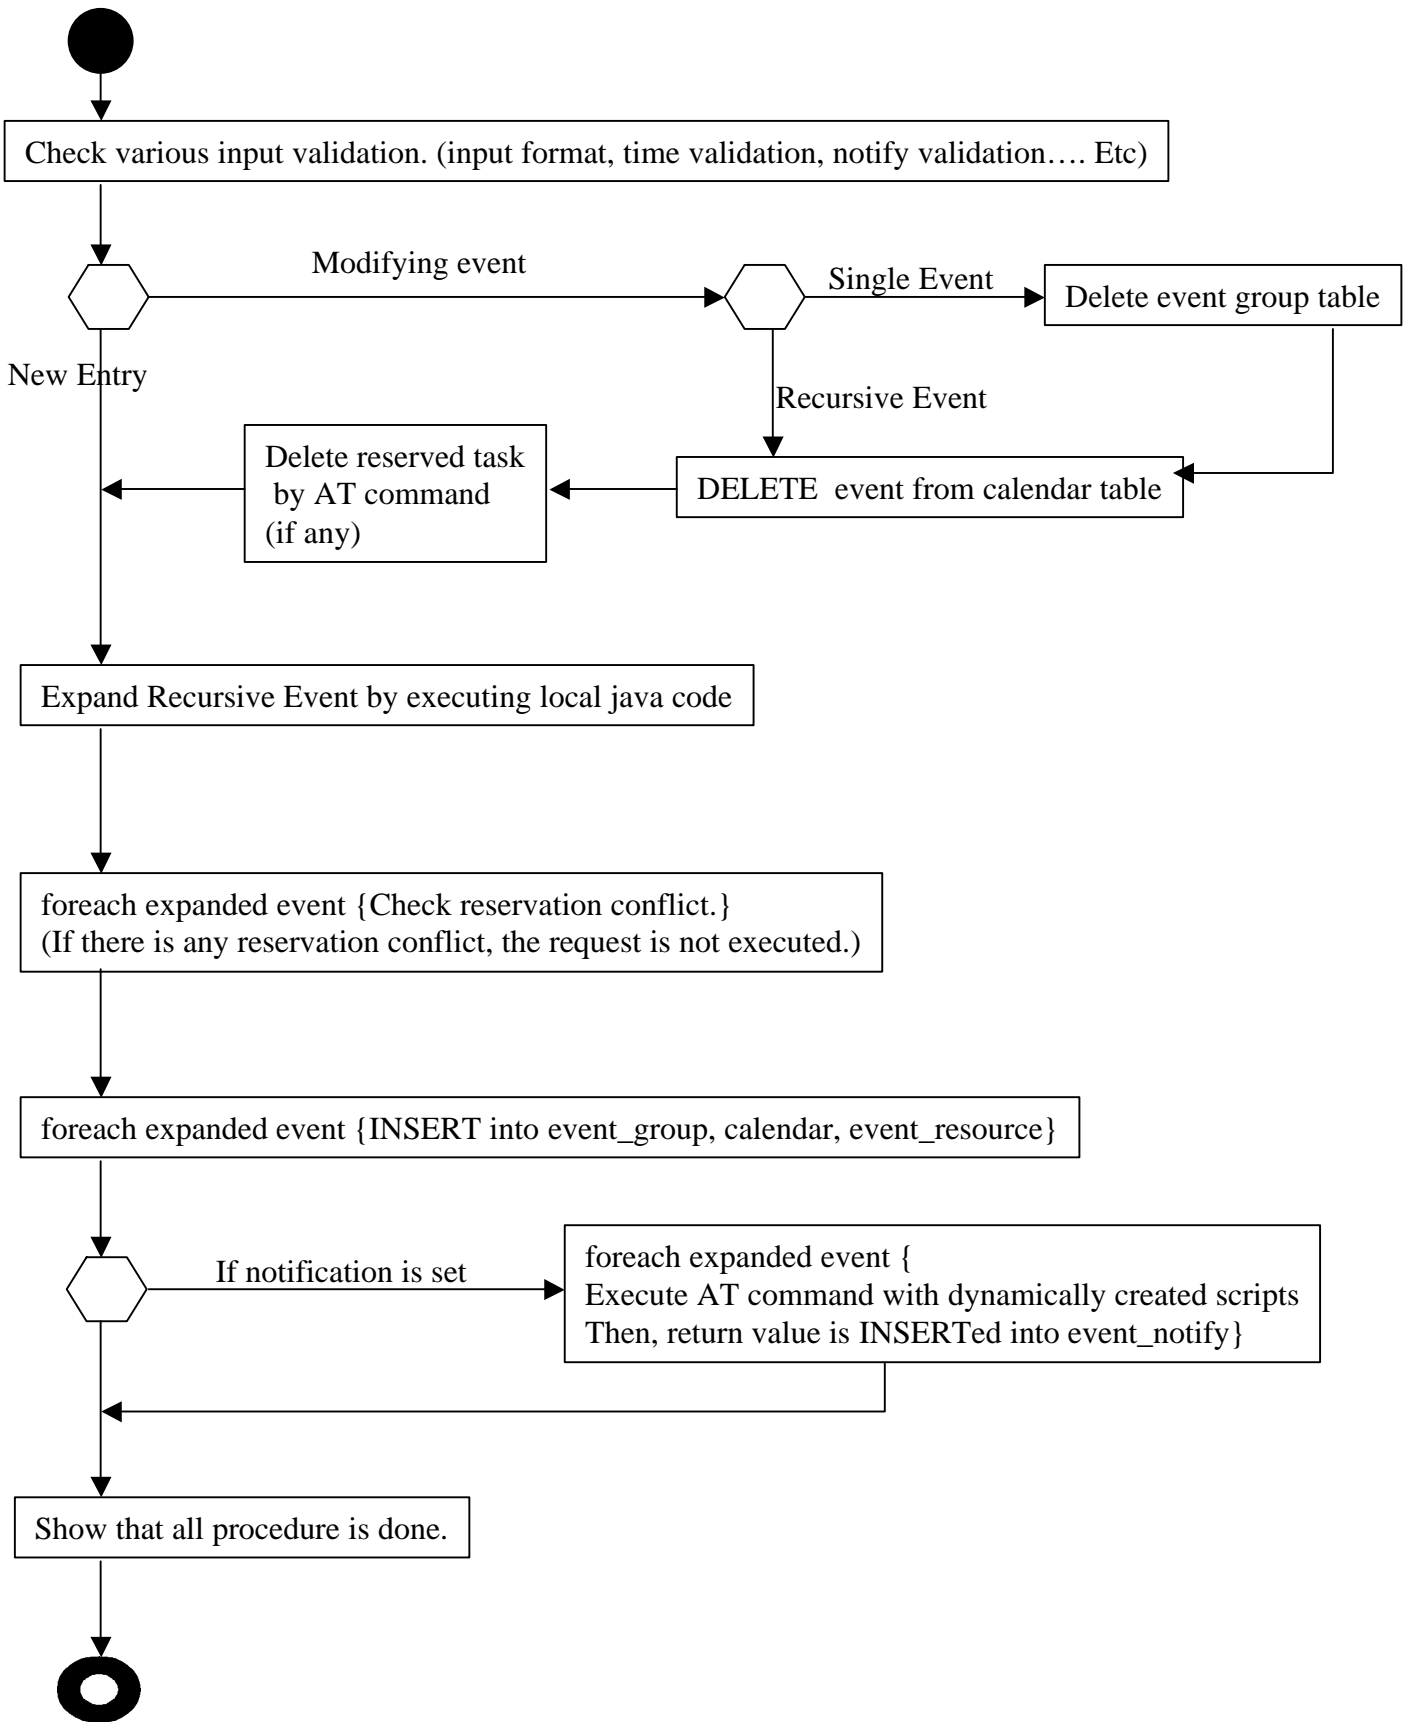 Check various input validation. (input format, time validation, notify validation…. Etc)
Modifying event
Single Event
Delete event group table
New Entry
Recursive Event
Delete reserved task
by AT command
(if any)
DELETE  event from calendar table
Expand Recursive Event by executing local java code
foreach expanded event {Check reservation conflict.}
(If there is any reservation conflict, the request is not executed.)
foreach expanded event {INSERT into event_group, calendar, event_resource}
If notification is set
foreach expanded event {
Execute AT command with dynamically created scripts
Then, return value is INSERTed into event_notify}
Show that all procedure is done.